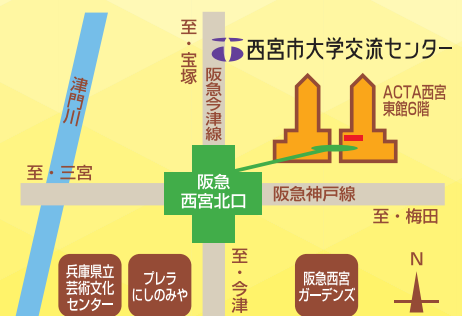 至・宝塚
西宮市大学交流センター
阪急今津線
津門川
ACTA西宮
東館6階
至・三宮
阪急
西宮北口
阪急神戸線
至・梅田
至・今津
兵庫県立
芸術文化
センター
プレラ
にしのみや
阪急西宮
ガーデンズ
N